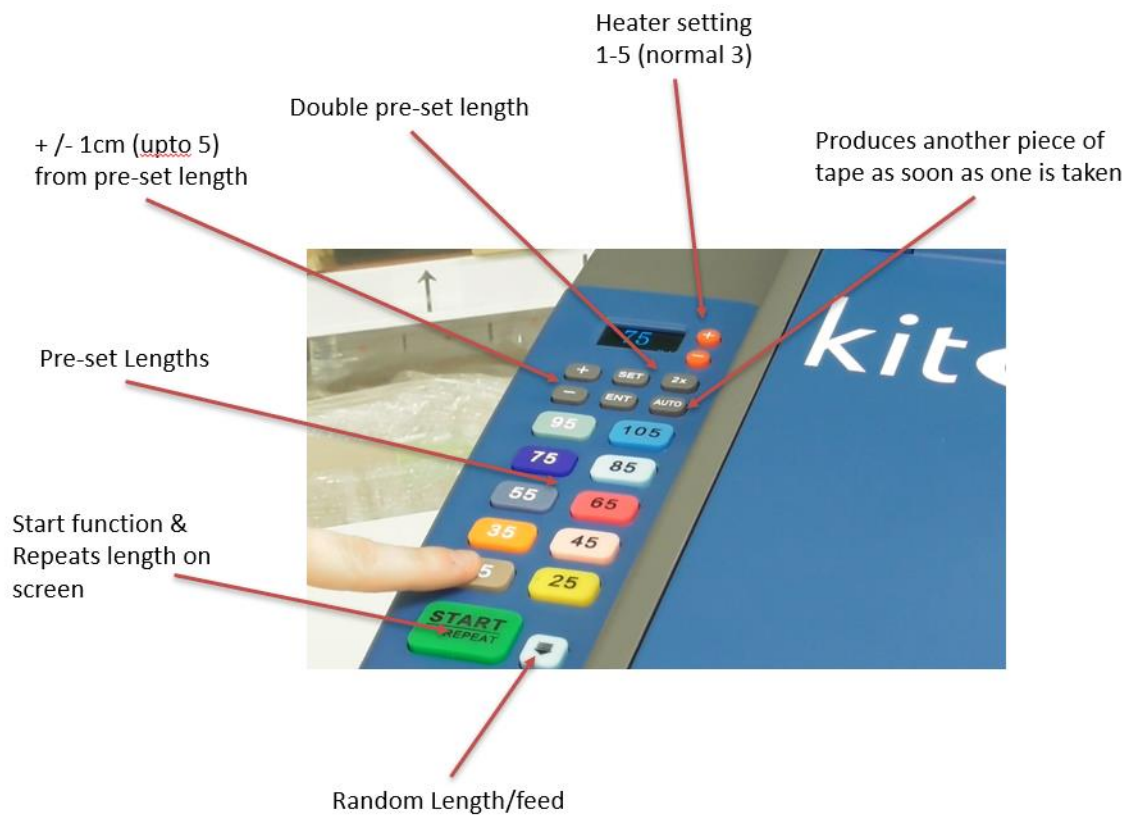 Heater setting
1-5 (normal 3)
Double pre-set length
+ /- 1cm (upto 5)
from pre-set length
Produces another piece of
tape as soon as one is taken
Pre-set Lengths
Start function &
Repeats length on
screen
Random Length/feed
75
+
-
+ SET 2x
- ENT AUTO
95 105
75 85
55 65
35 45
5 25
START
REPEAT
kit